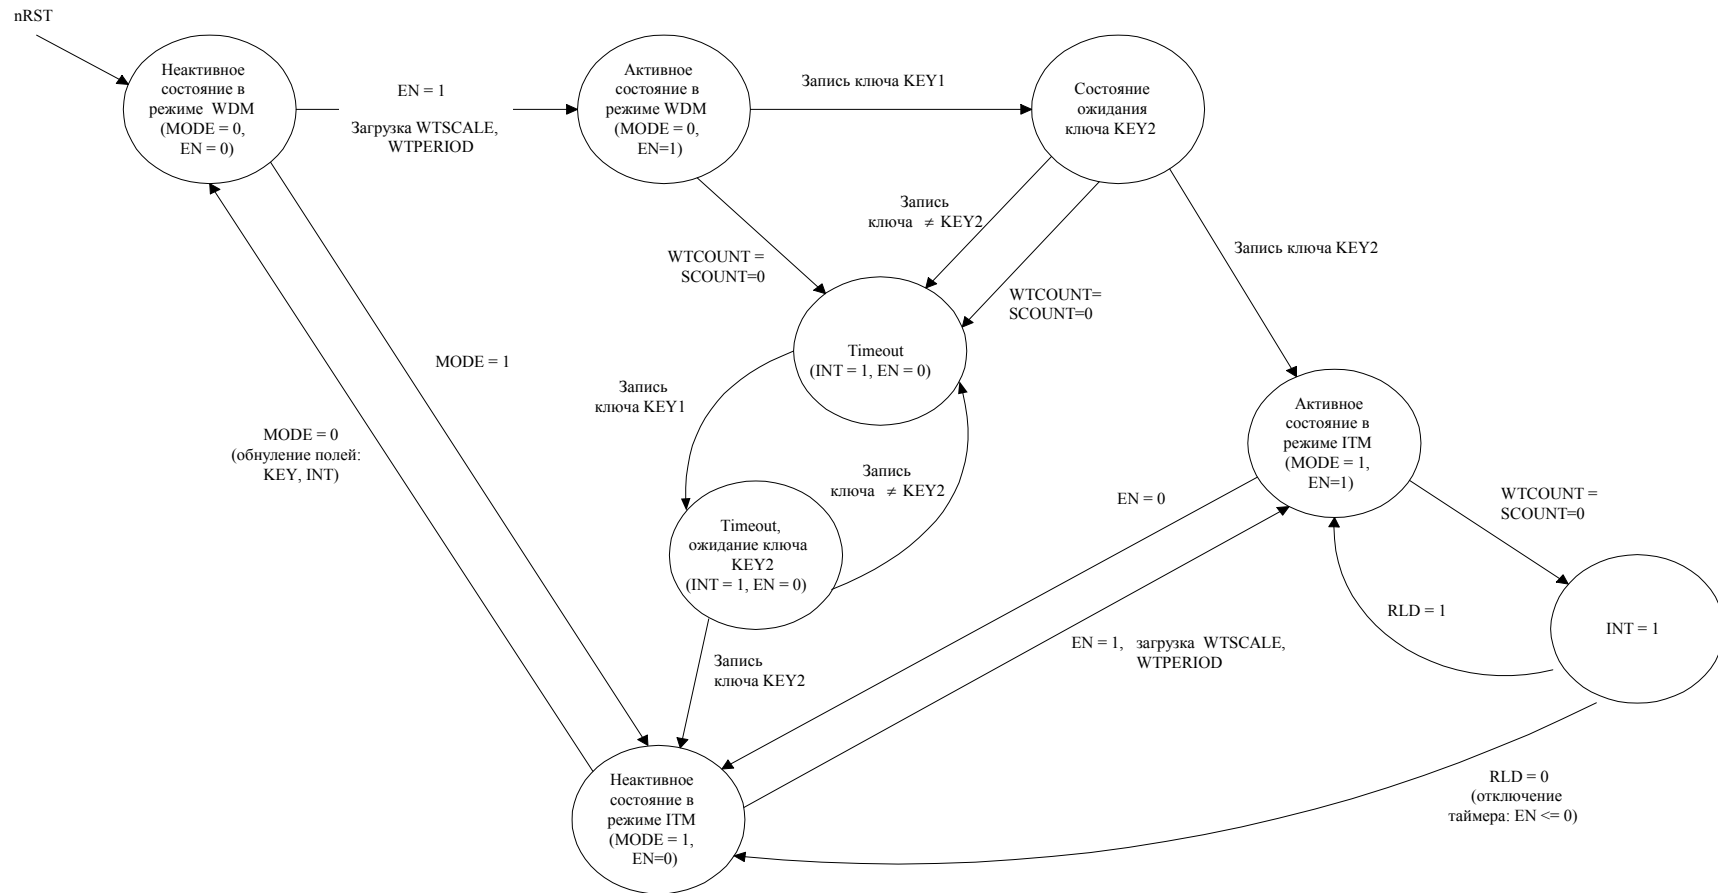 nRST
Неактивное
состояние в
режиме WDM
(MODE = 0,
EN = 0)
EN = 1
Загрузка WTSCALE,
WTPERIOD
Активное
состояние в
режиме WDM
(MODE = 0,
EN=1)
Запись ключа KEY1
Состояние
ожидания
ключа KEY2
Запись
ключа ≠ KEY2
WTCOUNT =
SCOUNT=0
WTCOUNT=
SCOUNT=0
Запись ключа KEY2
Timeout
(INT = 1, EN = 0)
MODE = 1
Запись
ключа KEY1
MODE = 0
(обнуление полей:
KEY, INT)
Запись
ключа ≠ KEY2
Активное
состояние в
режиме ITM
(MODE = 1,
EN=1)
EN = 0
WTCOUNT =
SCOUNT=0
Timeout,
ожидание ключа
KEY2
(INT = 1, EN = 0)
RLD = 1
INT = 1
EN = 1, загрузка WTSCALE,
WTPERIOD
Запись
ключа KEY2
Неактивное
состояние в
режиме ITM
(MODE = 1,
EN=0)
RLD = 0
(отключение
таймера: EN <= 0)